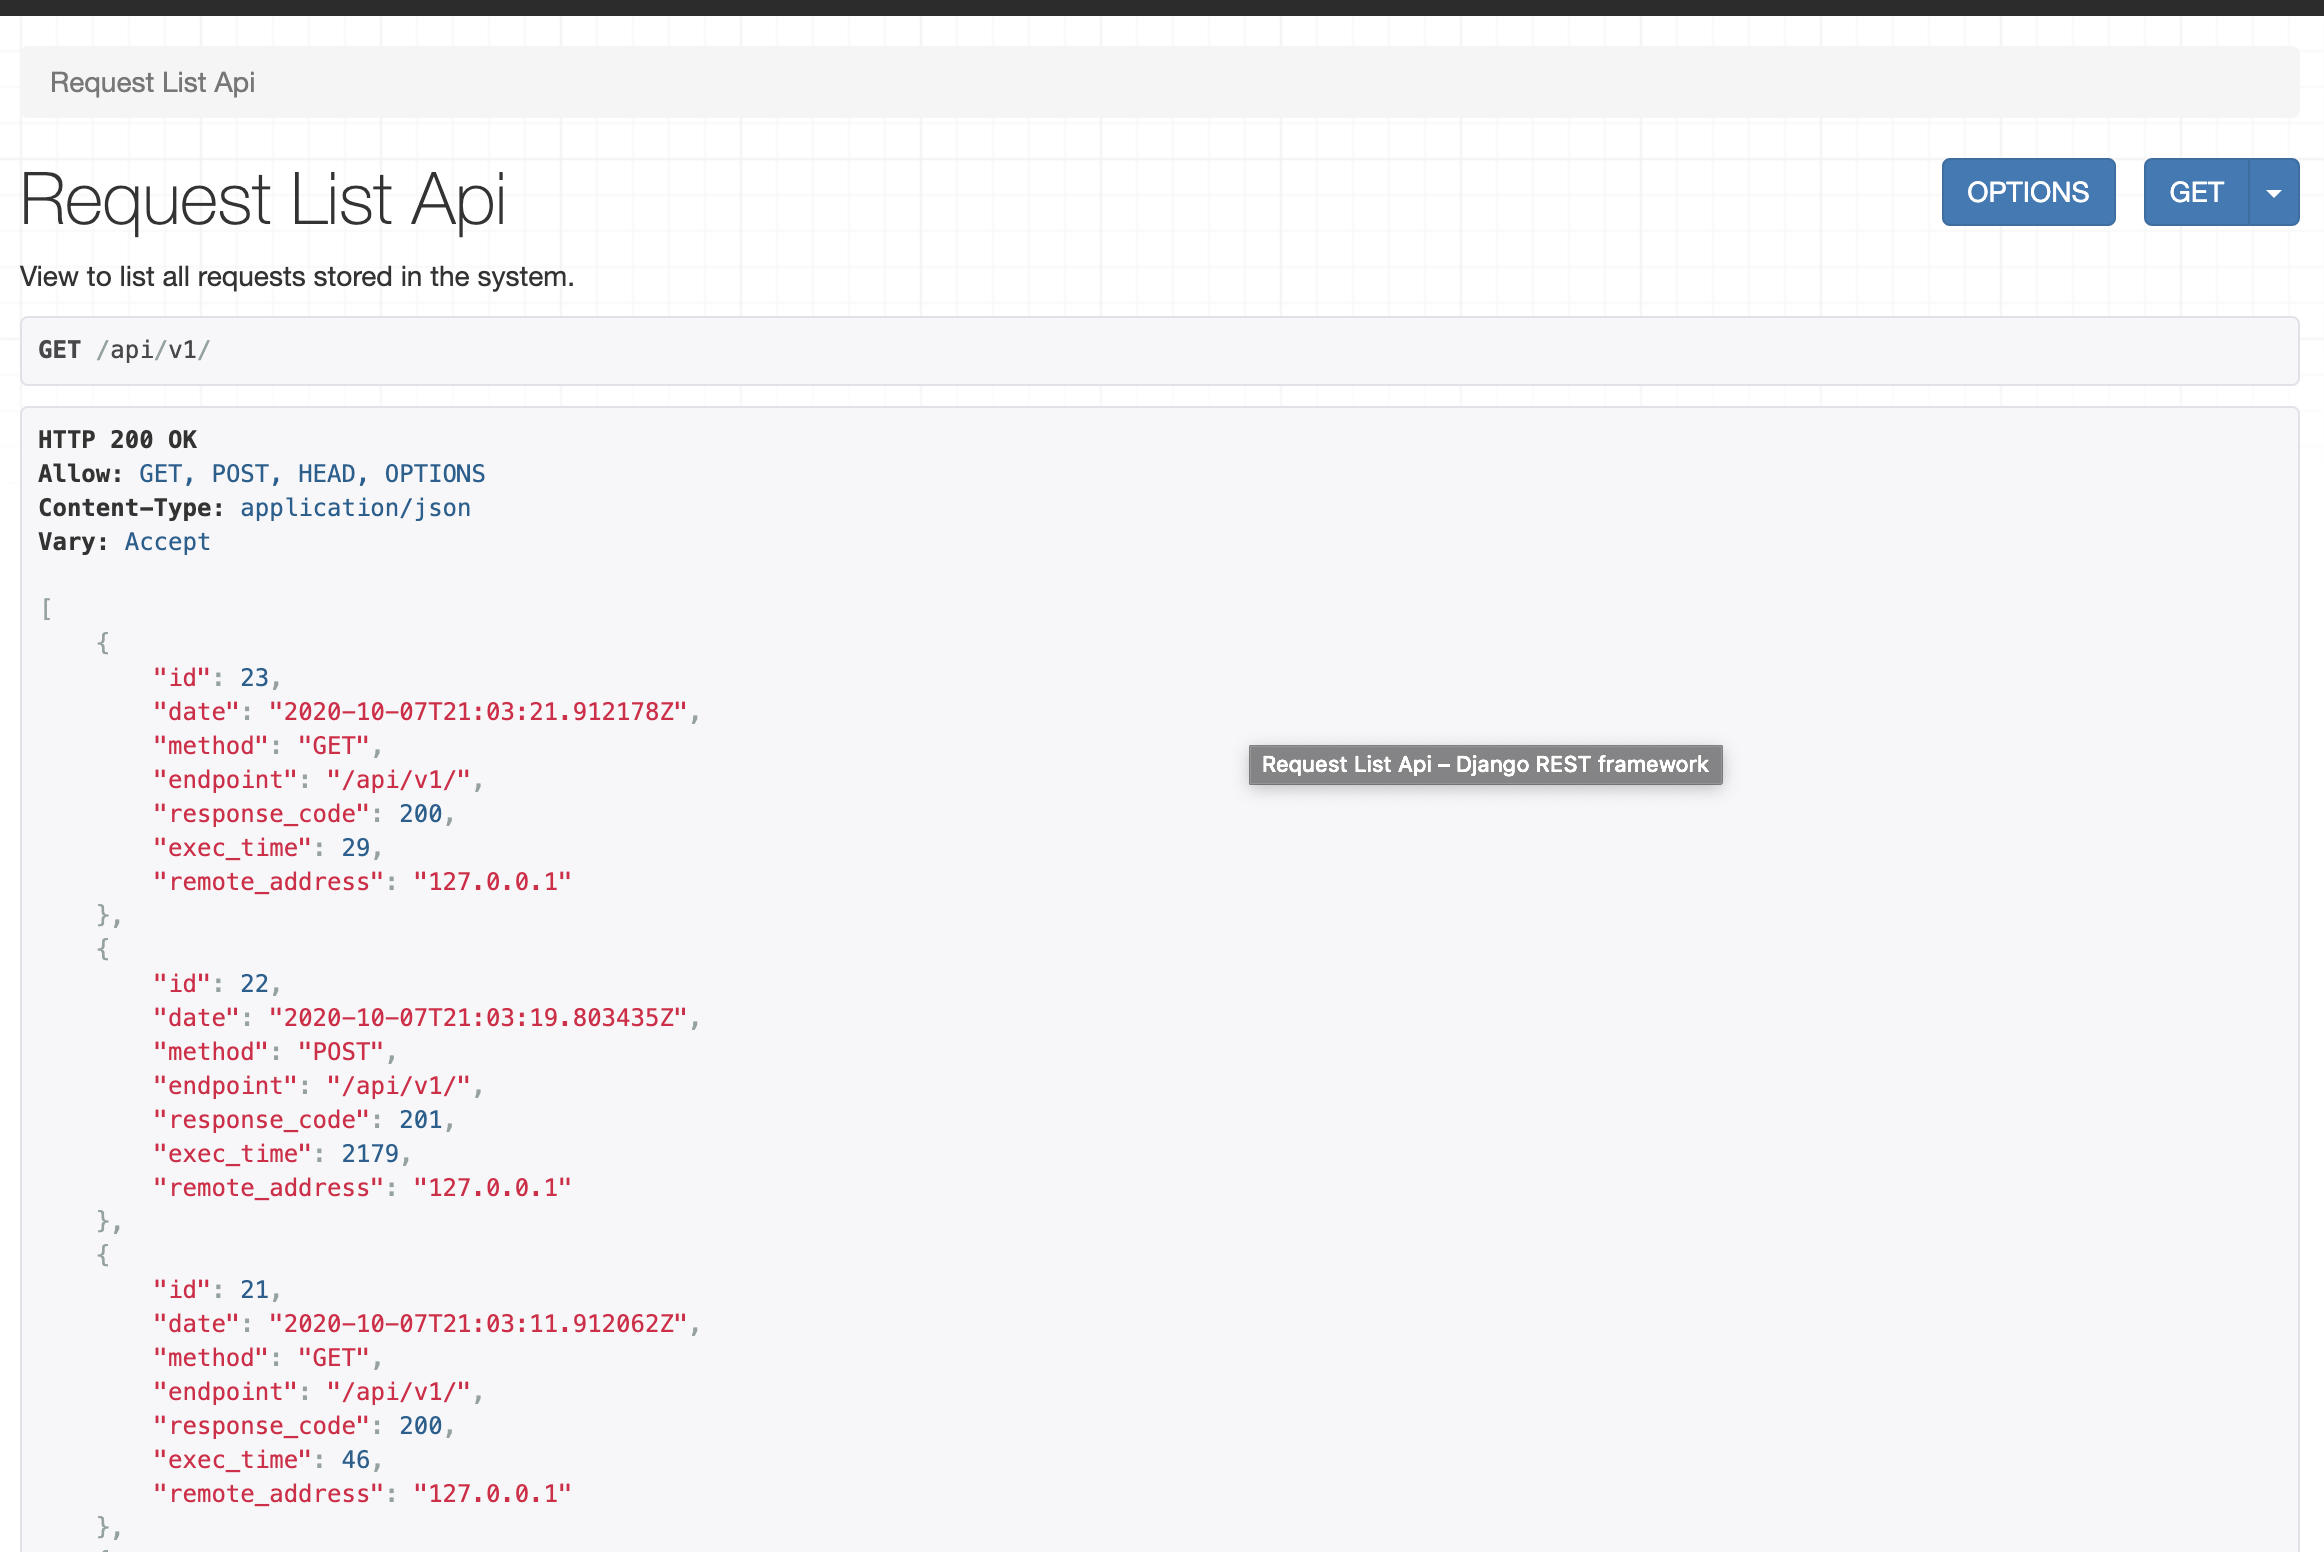 Request List Api
Request List Api
OPTIONS
GET
View to list all requests stored in the system.
GET /api/v1/
HTTP 200 OK
Allow: GET, POST, HEAD, OPTIONS
Content-Type: application/json
Vary: Accept
[
    {
        "id": 23,
        "date": "2020-10-07T21:03:21.912178Z",
        "method": "GET",
        "endpoint": "/api/v1/",
        "response_code": 200,
        "exec_time": 29,
        "remote_address": "127.0.0.1"
    },
    {
        "id": 22,
        "date": "2020-10-07T21:03:19.803435Z",
        "method": "POST",
        "endpoint": "/api/v1/",
        "response_code": 201,
        "exec_time": 2179,
        "remote_address": "127.0.0.1"
    },
    {
        "id": 21,
        "date": "2020-10-07T21:03:11.912062Z",
        "method": "GET",
        "endpoint": "/api/v1/",
        "response_code": 200,
        "exec_time": 46,
        "remote_address": "127.0.0.1"
    },
Request List Api – Django REST framework